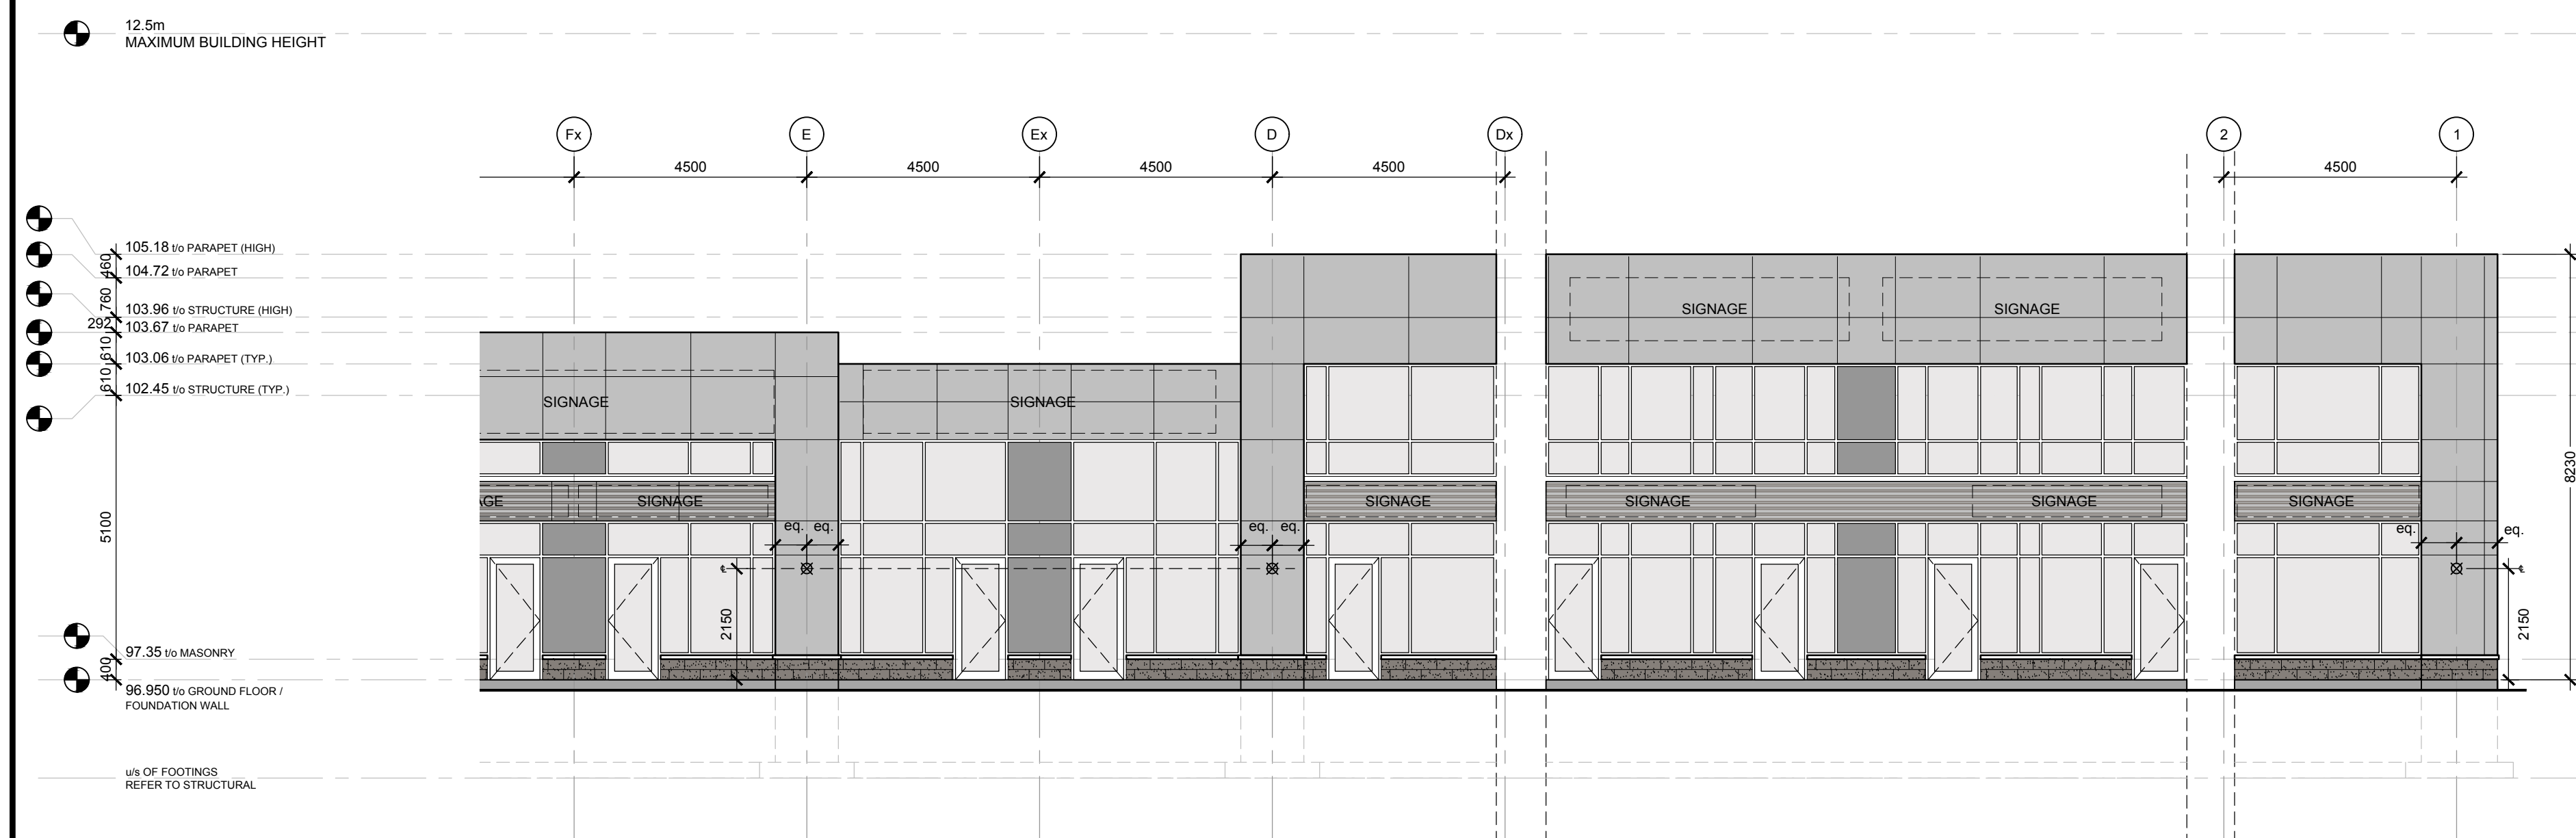 12.5m
MAXIMUM BUILDING HEIGHT
Fx
E
Ex
D
Dx
2
1
4500
4500
4500
4500
4500
105.18 t/o PARAPET (HIGH)
460
104.72 t/o PARAPET
760
103.96 t/o STRUCTURE (HIGH)
292
103.67 t/o PARAPET
610
103.06 t/o PARAPET (TYP.)
610
102.45 t/o STRUCTURE (TYP.)
SIGNAGE
SIGNAGE
SIGNAGE
SIGNAGE
AGE
SIGNAGE
SIGNAGE
SIGNAGE
SIGNAGE
SIGNAGE
8230
5100
eq.
eq.
eq.
eq.
eq.
eq.
℄
℄
2150
2150
97.35 t/o MASONRY
400
96.950 t/o GROUND FLOOR /
FOUNDATION WALL
u/s OF FOOTINGS
REFER TO STRUCTURAL